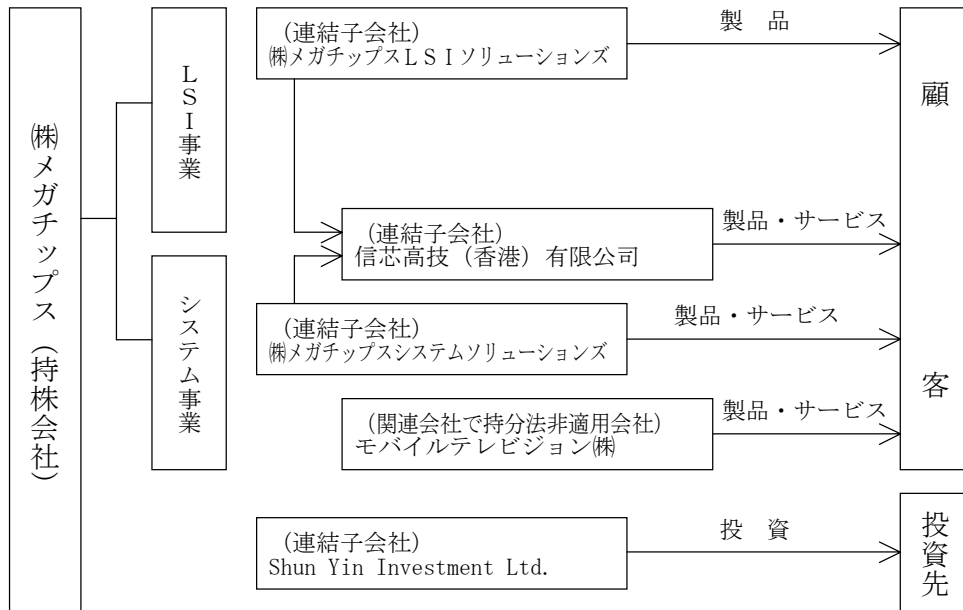 ㈱メガチップス（持株会社）
LSI事業
システム事業
（連結子会社）
㈱メガチップスＬＳＩソリューションズ
製　品
（連結子会社）
信芯高技（香港）有限公司
製品・サービス
（連結子会社）
㈱メガチップスシステムソリューションズ
製品・サービス
（関連会社で持分法非適用会社）
モバイルテレビジョン㈱
製品・サービス
顧客
（連結子会社）
Shun Yin Investment Ltd.
投　資
投資先